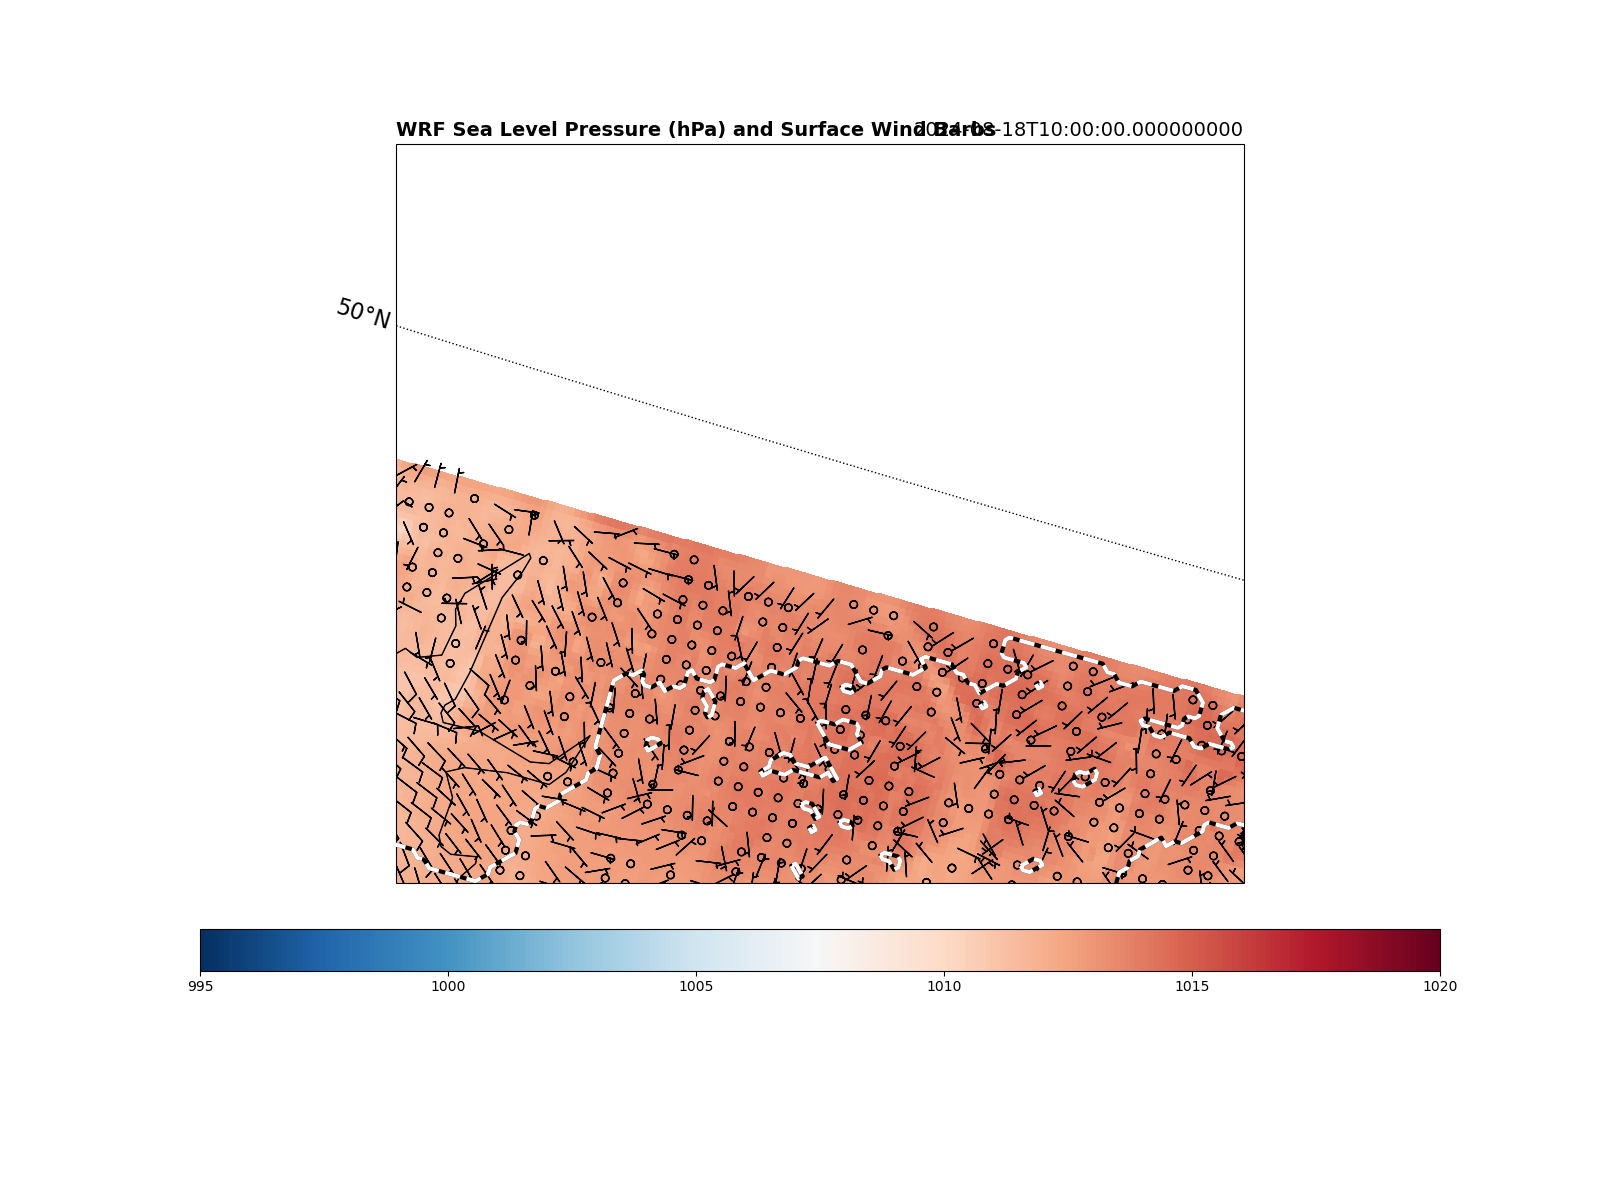 WRF Sea Level Pressure (hPa) and Surface Wind Barbs
2024-08-18T10:00:00.000000000
50°N
995 1000 1005 1010 1015 1020